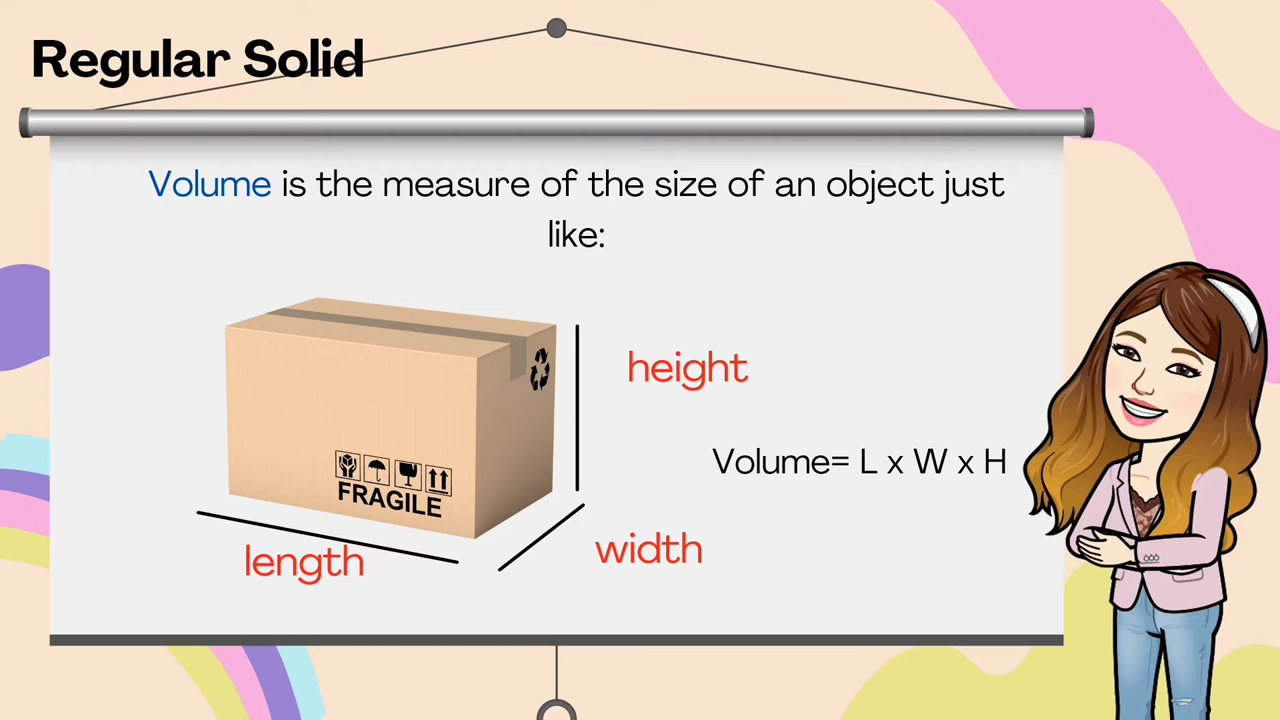 Regular Solid
Volume is the measure of the size of an object just
like:
height
Volume= L x W x H
FRAGILE
width
length